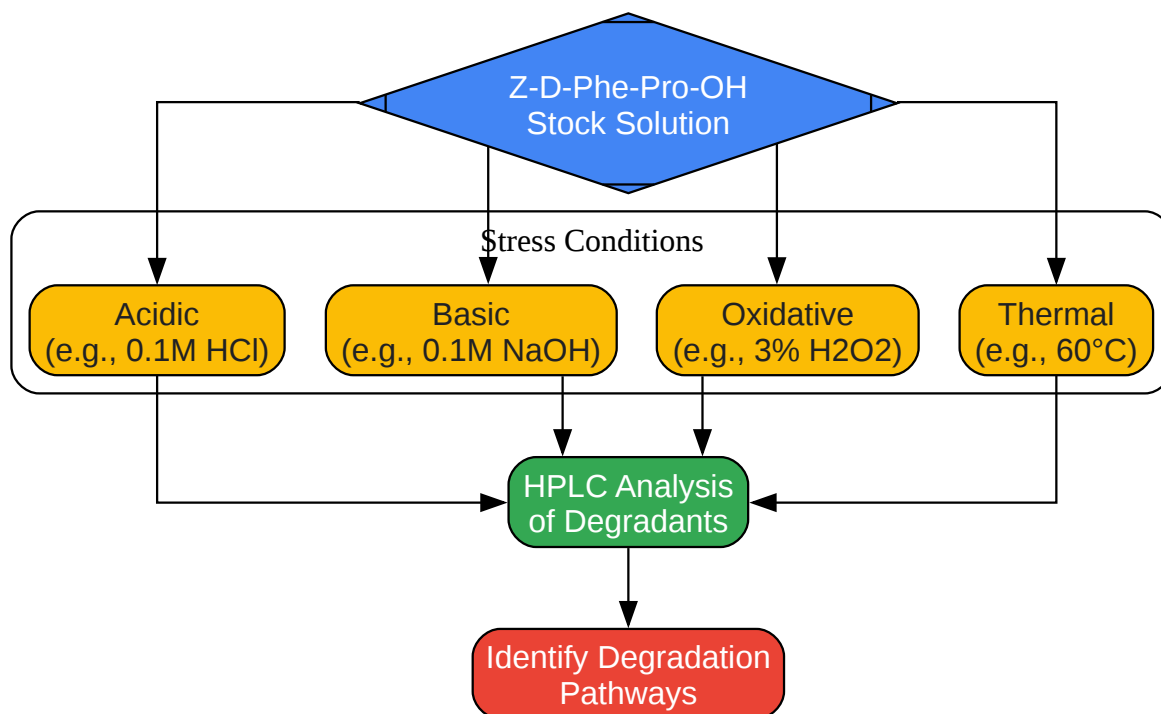 Z-D-Phe-Pro-OH
Stock Solution
Stress Conditions
Acidic
(e.g., 0.1M HCl)
Basic
(e.g., 0.1M NaOH)
Oxidative
(e.g., 3% H2O2)
Thermal
(e.g., 60°C)
HPLC Analysis
of Degradants
Identify Degradation
Pathways